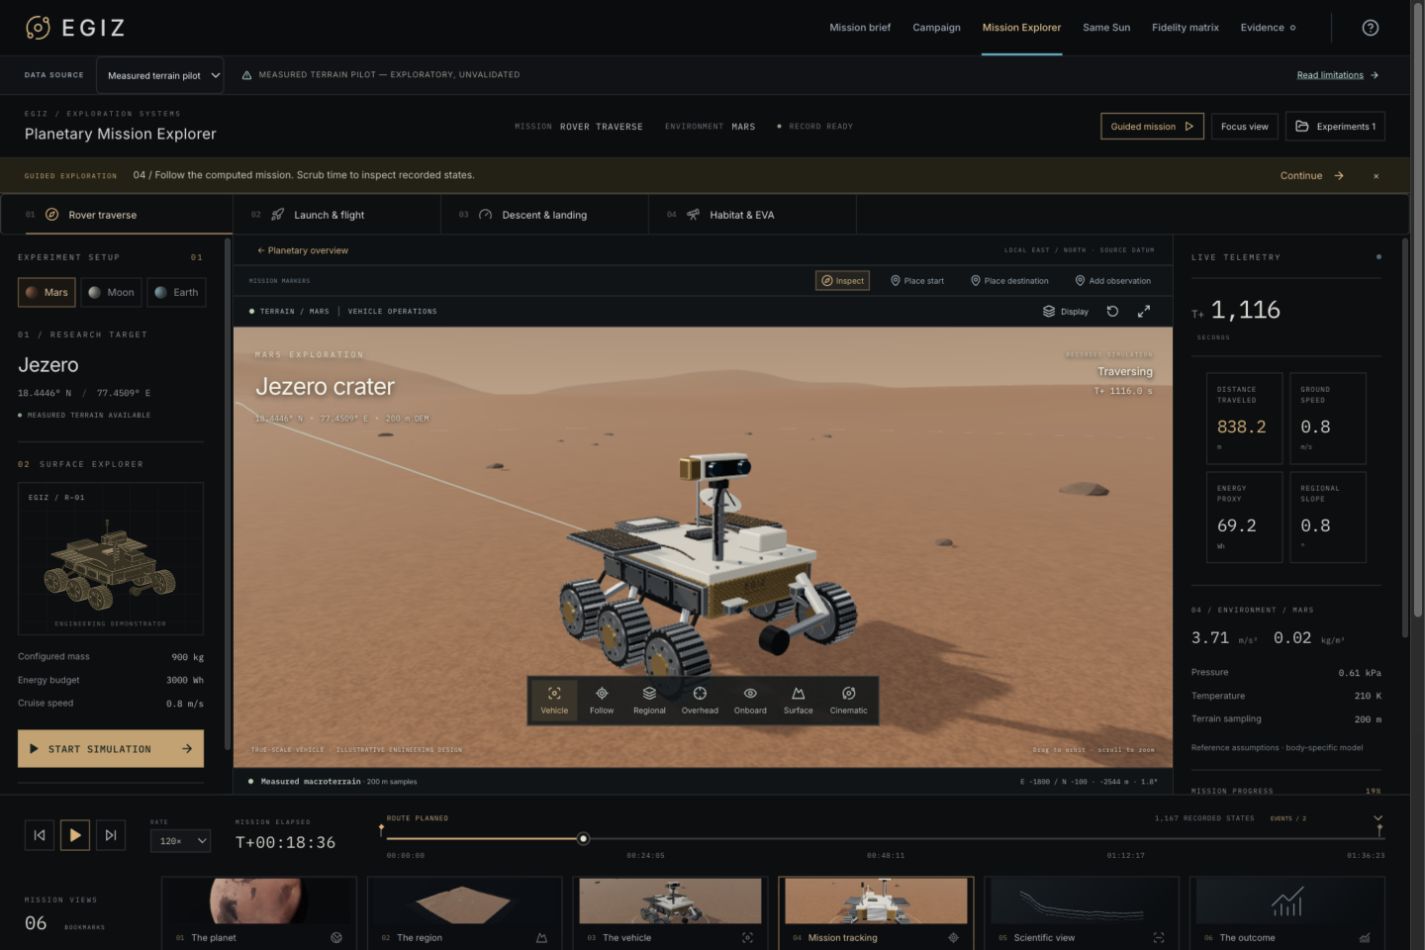 EGIZ
Mission brief
Campaign
Mission Explorer
Same Sun
Fidelity matrix
Evidence
DATA SOURCE
Measured terrain pilot
MEASURED TERRAIN PILOT — EXPLORATORY, UNVALIDATED
Read limitations →
EGIZ / EXPLORATION SYSTEMS
Planetary Mission Explorer
MISSION ROVER TRAVERSE
ENVIRONMENT MARS
RECORD READY
Guided mission
Focus view
Experiments 1
GUIDED EXPLORATION
04 / Follow the computed mission. Scrub time to inspect recorded states.
Continue →
×
01 Rover traverse
02 Launch & flight
03 Descent & landing
04 Habitat & EVA
EXPERIMENT SETUP 01
Mars
Moon
Earth
01 / RESEARCH TARGET
Jezero
18.4446° N / 77.4509° E
MEASURED TERRAIN AVAILABLE
02 SURFACE EXPLORER
EGIZ / R-01
ENGINEERING DEMONSTRATOR
Configured mass 900 kg
Energy budget 3000 Wh
Cruise speed 0.8 m/s
START SIMULATION →
← Planetary overview
LOCAL EAST / NORTH · SOURCE DATUM
MISSION MARKERS
Inspect
Place start
Place destination
Add observation
TERRAIN / MARS | VEHICLE OPERATIONS
Display
MARS EXPLORATION
Jezero crater
18.4446° N · 77.4509° E · 200 m DEM
RECORDED SIMULATION
Traversing
T+ 1116.0 s
EGIZ
Vehicle
Follow
Regional
Overhead
Onboard
Surface
Cinematic
TRUE-SCALE VEHICLE · ILLUSTRATIVE ENGINEERING DESIGN
Drag to orbit · scroll to zoom
Measured macroterrain · 200 m samples
E -1800 / N -100 · -2544 m · 1.8°
LIVE TELEMETRY
T+ 1,116
SECONDS
DISTANCE TRAVELED
838.2
m
GROUND SPEED
0.8
m/s
ENERGY PROXY
69.2
Wh
REGIONAL SLOPE
0.8
°
04 / ENVIRONMENT / MARS
3.71 m/s² 0.02 kg/m³
Pressure 0.61 kPa
Temperature 210 K
Terrain sampling 200 m
Reference assumptions · body-specific model
MISSION PROGRESS 19%
RATE
120×
MISSION ELAPSED
T+00:18:36
ROUTE PLANNED
1,167 RECORDED STATES
EVENTS / 2
00:00:00
00:24:05
00:48:11
01:12:17
01:36:23
MISSION VIEWS
06 BOOKMARKS
01 The planet
02 The region
03 The vehicle
04 Mission tracking
05 Scientific view
06 The outcome